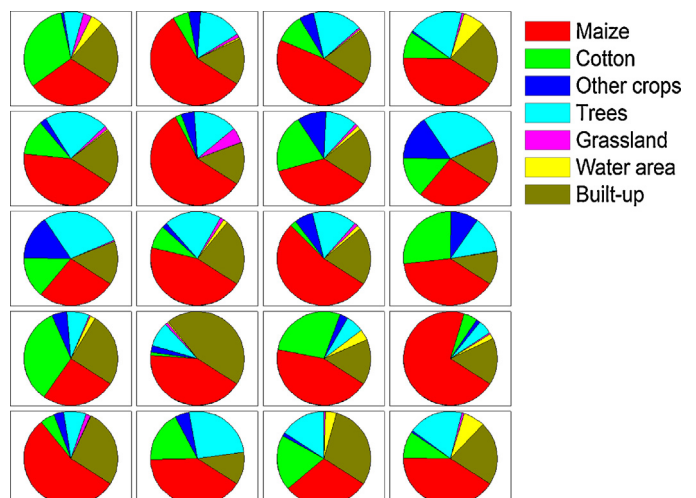 Maize
Cotton
Other crops
Trees
Grassland
Water area
Built-up